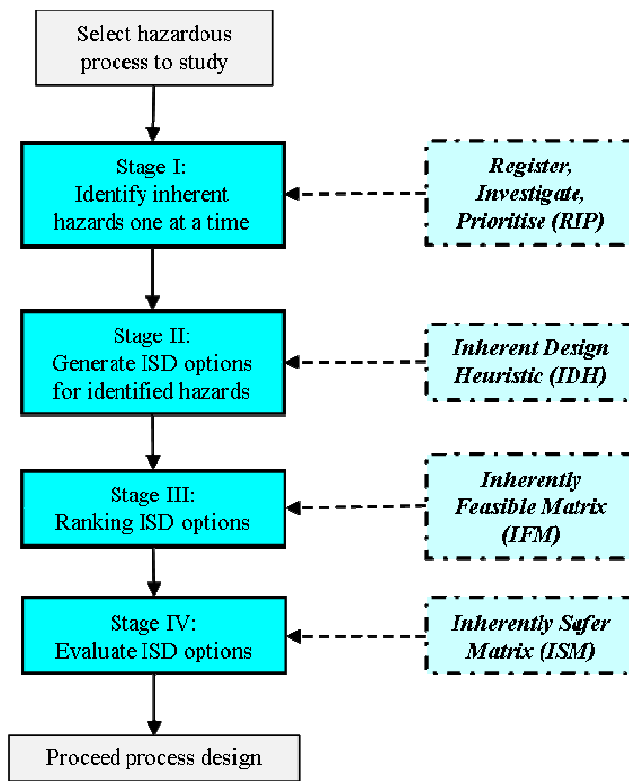 Select hazardous
process to study
Stage I:
Identify inherent
hazards one at a time
Register,
Investigate,
Prioritise (RIP)
Stage II:
Generate ISD options
for identified hazards
Inherent Design
Heuristic (IDH)
Stage III:
Ranking ISD options
Inherently
Feasible Matrix
(IFM)
Stage IV:
Evaluate ISD options
Inherently Safer
Matrix (ISM)
Proceed process design